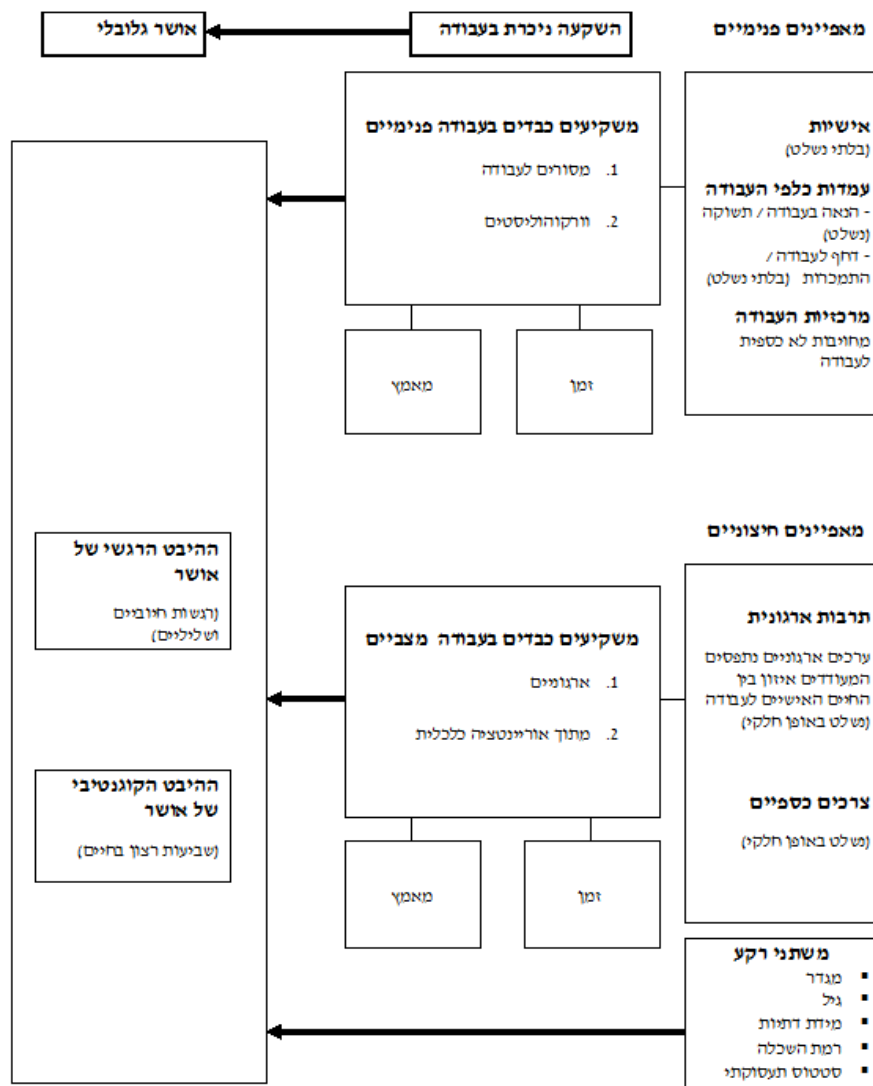 מאפיינים פנימיים
השקעה ניכרת בעבודה
אושר גלובלי
אישיות
(בלתי נשלט)
עמדות כלפי העבודה
- הנאה בעבודה / תשוקה
(נשלט)
- דחף לעבודה /
התמכרות (בלתי נשלט)
מרכזיות העבודה
מחויבות לא כספית
לעבודה
משקיעים כבדים בעבודה פנימיים
1. מסורים לעבודה
2. וורקוהוליסטים
זמן
מאמץ
מאפיינים חיצוניים
תרבות ארגונית
ערכים ארגוניים נתפסים
המעודדים איזון בין
החיים האישיים לעבודה
(נשלט באופן חלקי)
צרכים כספיים
(נשלט באופן חלקי)
משקיעים כבדים בעבודה מצביים
1. ארגוניים
2. מתוך אוריינטציה כלכלית
זמן
מאמץ
ההיבט הרגשי של
אושר
(רגשות חיוביים
ושליליים)
ההיבט הקוגנטיבי
של אושר
(שביעות רצון בחיים)
משתני רקע
▪ מגדר
▪ גיל
▪ מידת דתיות
▪ רמת השכלה
▪ סטטוס תעסוקתי